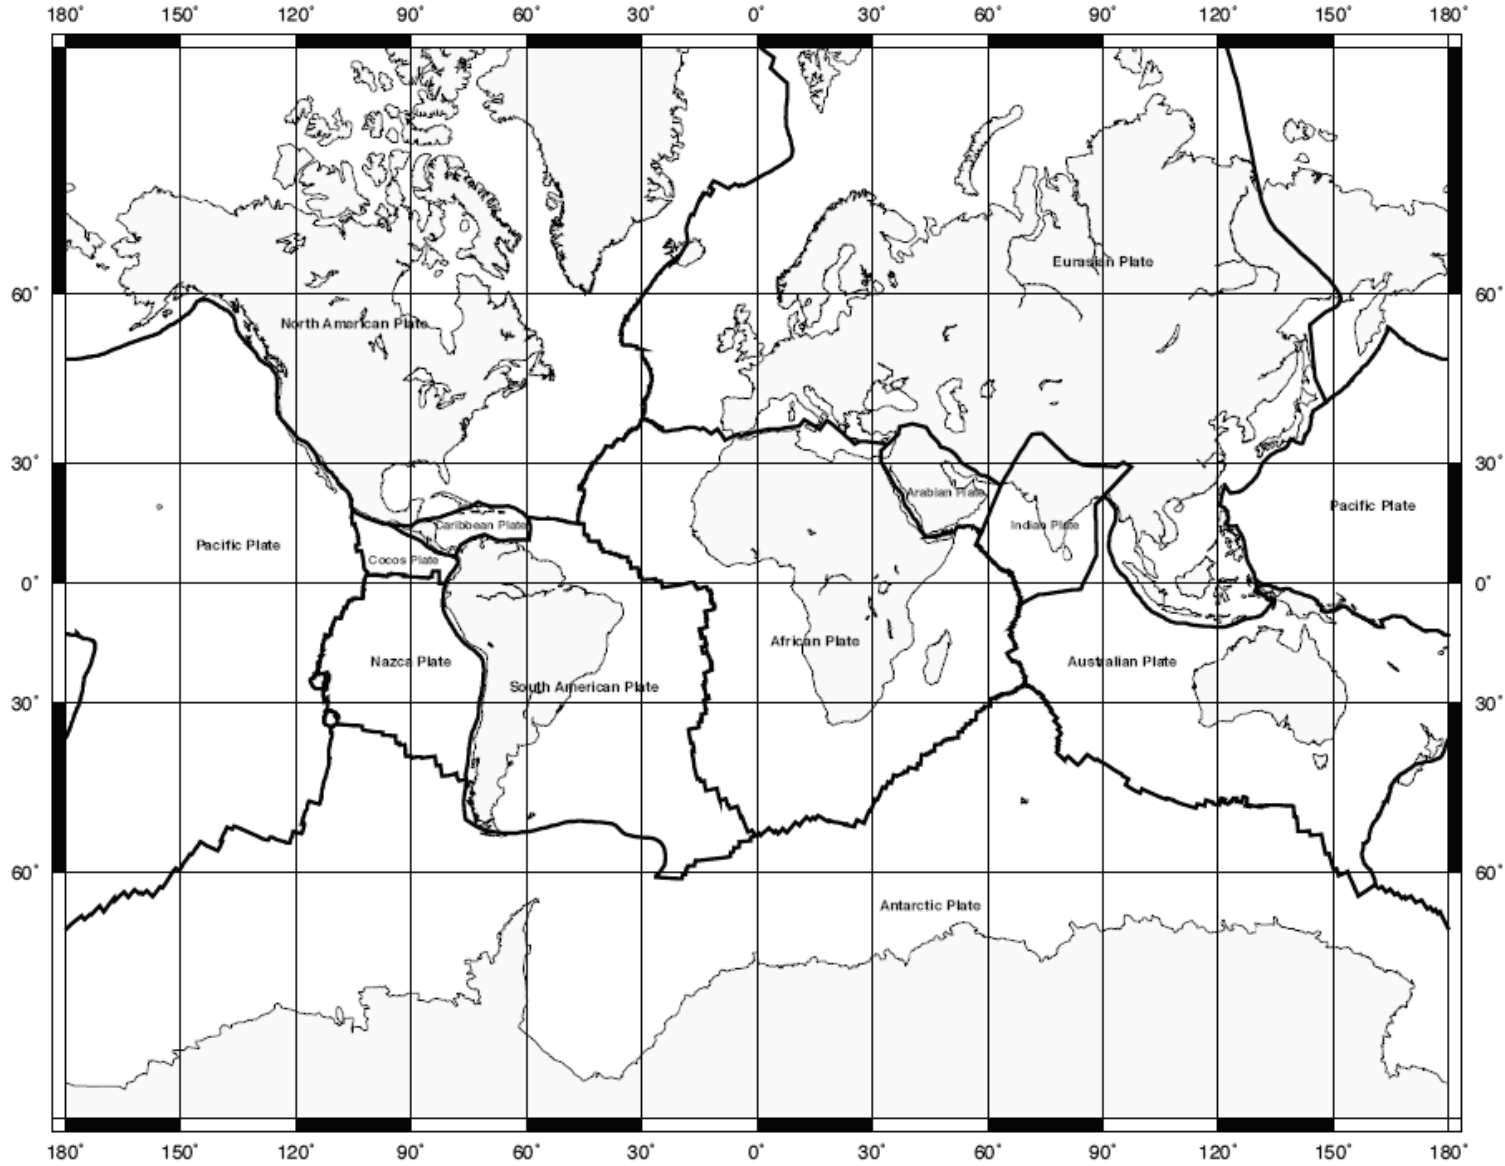 180° 150° 120° 90° 60° 30° 0° 30° 60° 90° 120° 150° 180°
Eurasian Plate
60° 60°
North American Plate
30° 30°
Arabian Plate
Pacific Plate
Caribbean Plate
Indian Plate
Pacific Plate
Cocos Plate
0° 0°
African Plate
Nazca Plate
Australian Plate
South American Plate
30° 30°
60° 60°
Antarctic Plate
180° 150° 120° 90° 60° 30° 0° 30° 60° 90° 120° 150° 180°